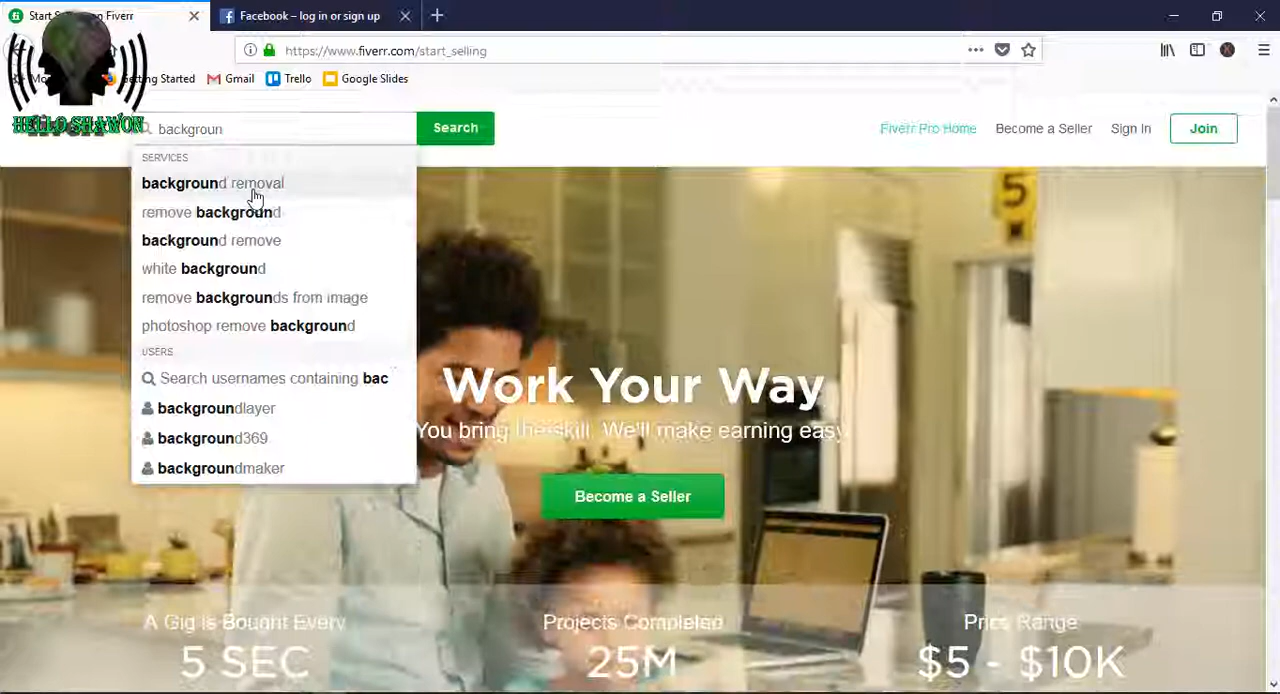 Start S on Fiverr
Facebook – log in or sign up
https://www.fiverr.com/start_selling
Getting Started
Gmail
Trello
Google Slides
HELLO SHAWON
backgroun
Search
Fiverr Pro Home
Become a Seller
Sign In
Join
SERVICES
background removal
remove background
background remove
white background
remove backgrounds from image
photoshop remove background
USERS
Search usernames containing bac
backgroundlayer
background369
backgroundmaker
5
Work Your Way
You bring the skill. We'll make earning easy.
Become a Seller
A Gig is Bought Every
Projects Completed
Price Range
5 SEC
25M
$5 - $10K